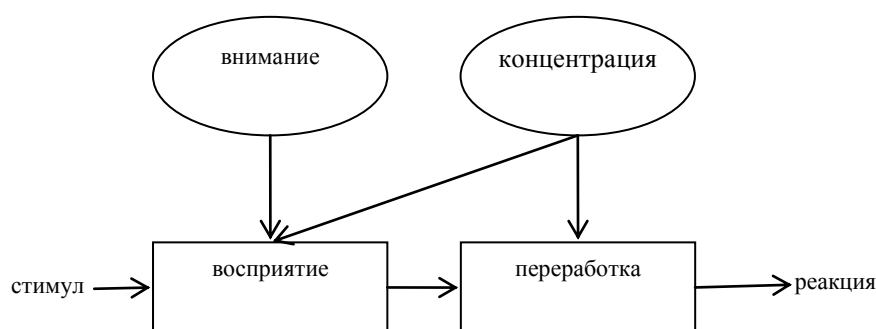 внимание
концентрация
восприятие
переработка
стимул
реакция